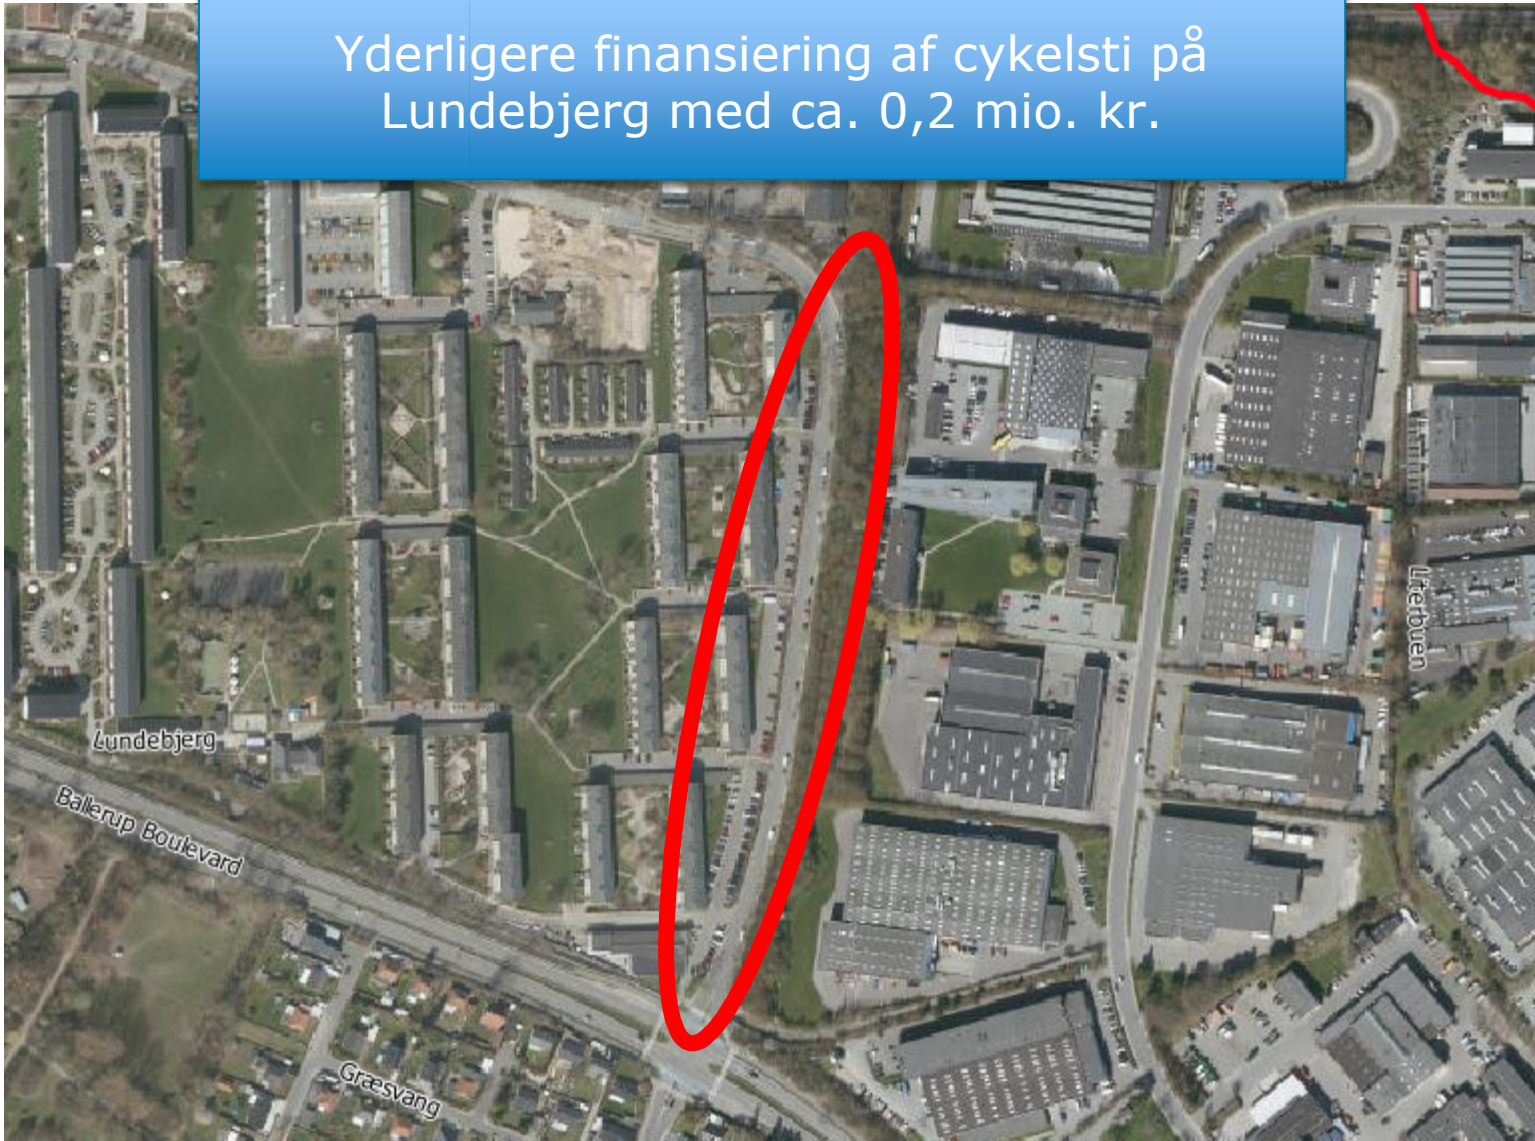 Yderligere finansiering af cykelsti på
Lundebjerg med ca. 0,2 mio. kr.
Literbuen
Lundebjerg
Ballerup Boulevard
Græsvang